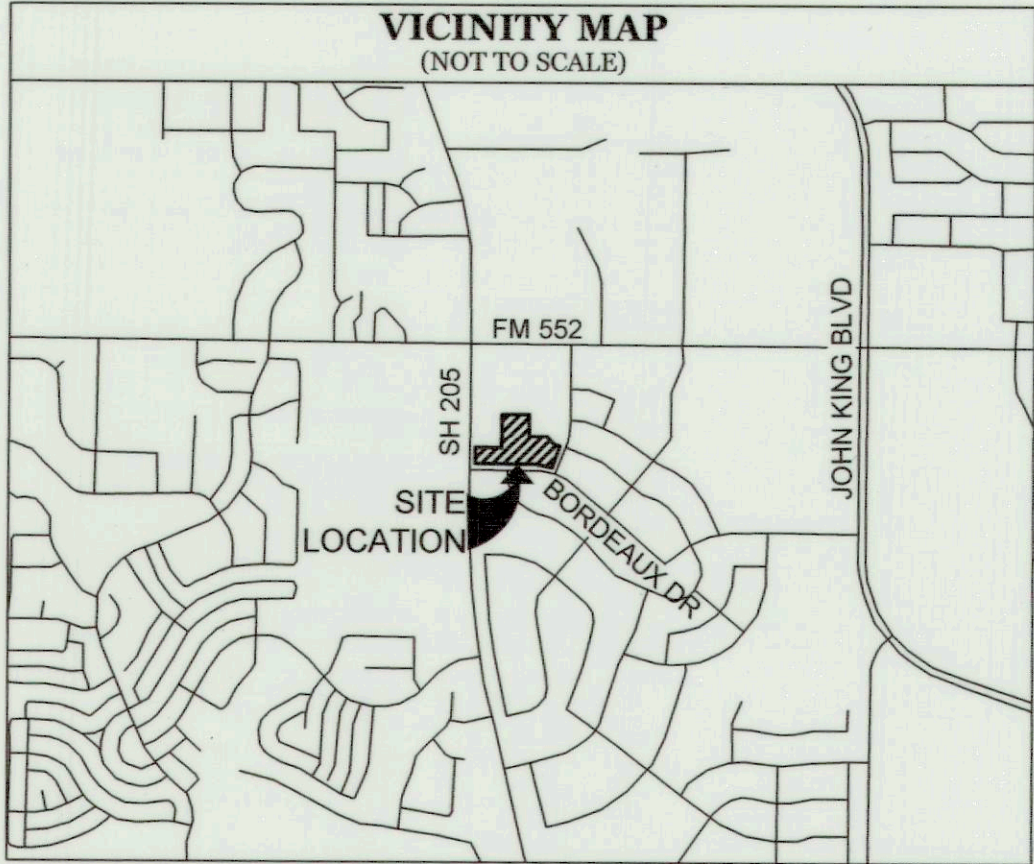 VICINITY MAP
(NOT TO SCALE)
FM 552
SH 205
JOHN KING BLVD
SITE
LOCATION
BORDEAUX DR